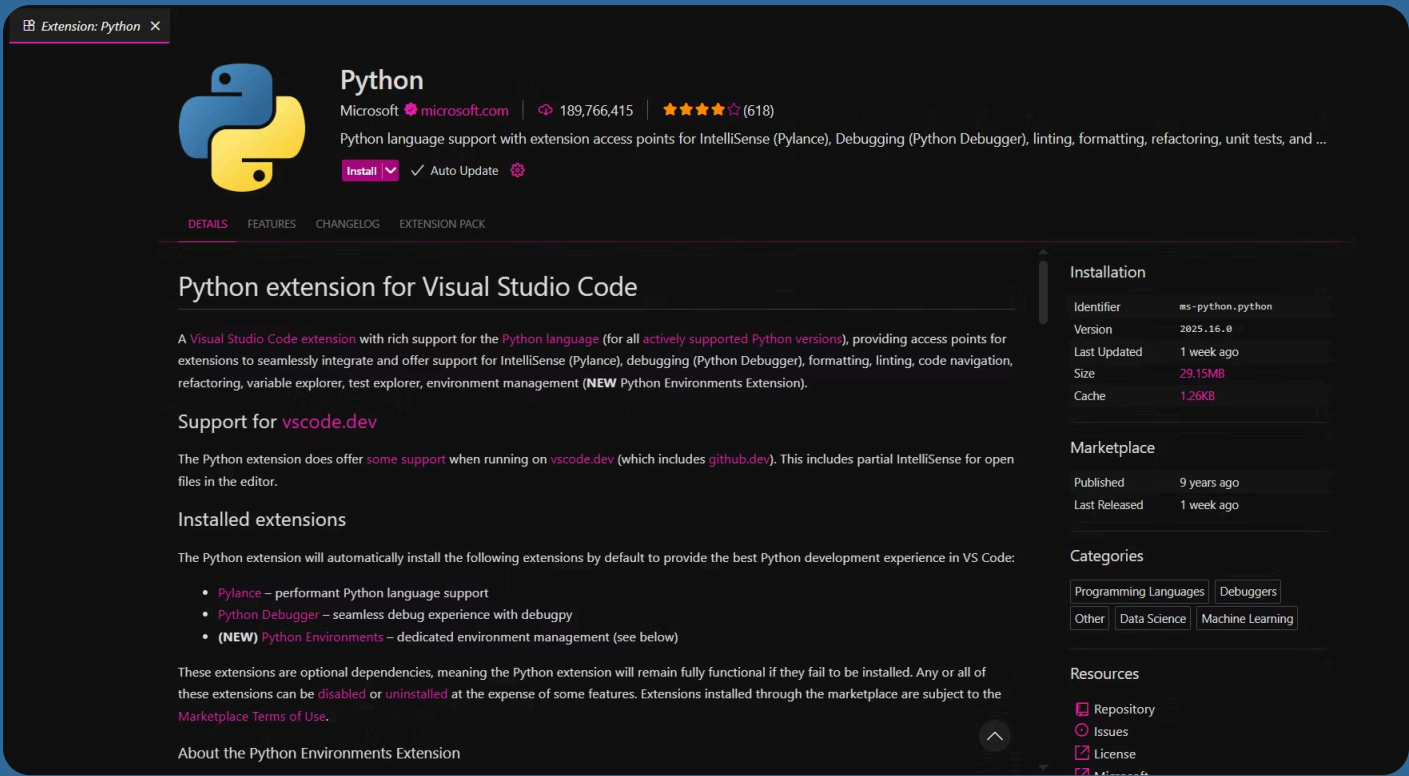 Extension: Python
Python
Microsoft microsoft.com 189,766,415 (618)
Python language support with extension access points for IntelliSense (Pylance), Debugging (Python Debugger), linting, formatting, refactoring, unit tests, and ...
Install Auto Update
DETAILS FEATURES CHANGELOG EXTENSION PACK
Python extension for Visual Studio Code
A Visual Studio Code extension with rich support for the Python language (for all actively supported Python versions), providing access points for
extensions to seamlessly integrate and offer support for IntelliSense (Pylance), debugging (Python Debugger), formatting, linting, code navigation,
refactoring, variable explorer, test explorer, environment management (NEW Python Environments Extension).
Support for vscode.dev
The Python extension does offer some support when running on vscode.dev (which includes github.dev). This includes partial IntelliSense for open
files in the editor.
Installed extensions
The Python extension will automatically install the following extensions by default to provide the best Python development experience in VS Code:
• Pylance – performant Python language support
• Python Debugger – seamless debug experience with debugpy
• (NEW) Python Environments – dedicated environment management (see below)
These extensions are optional dependencies, meaning the Python extension will remain fully functional if they fail to be installed. Any or all of
these extensions can be disabled or uninstalled at the expense of some features. Extensions installed through the marketplace are subject to the
Marketplace Terms of Use.
About the Python Environments Extension
Installation
Identifier ms-python.python
Version 2025.16.0
Last Updated 1 week ago
Size 29.15MB
Cache 1.26KB
Marketplace
Published 9 years ago
Last Released 1 week ago
Categories
Programming Languages Debuggers
Other Data Science Machine Learning
Resources
Repository
Issues
License
Microsoft